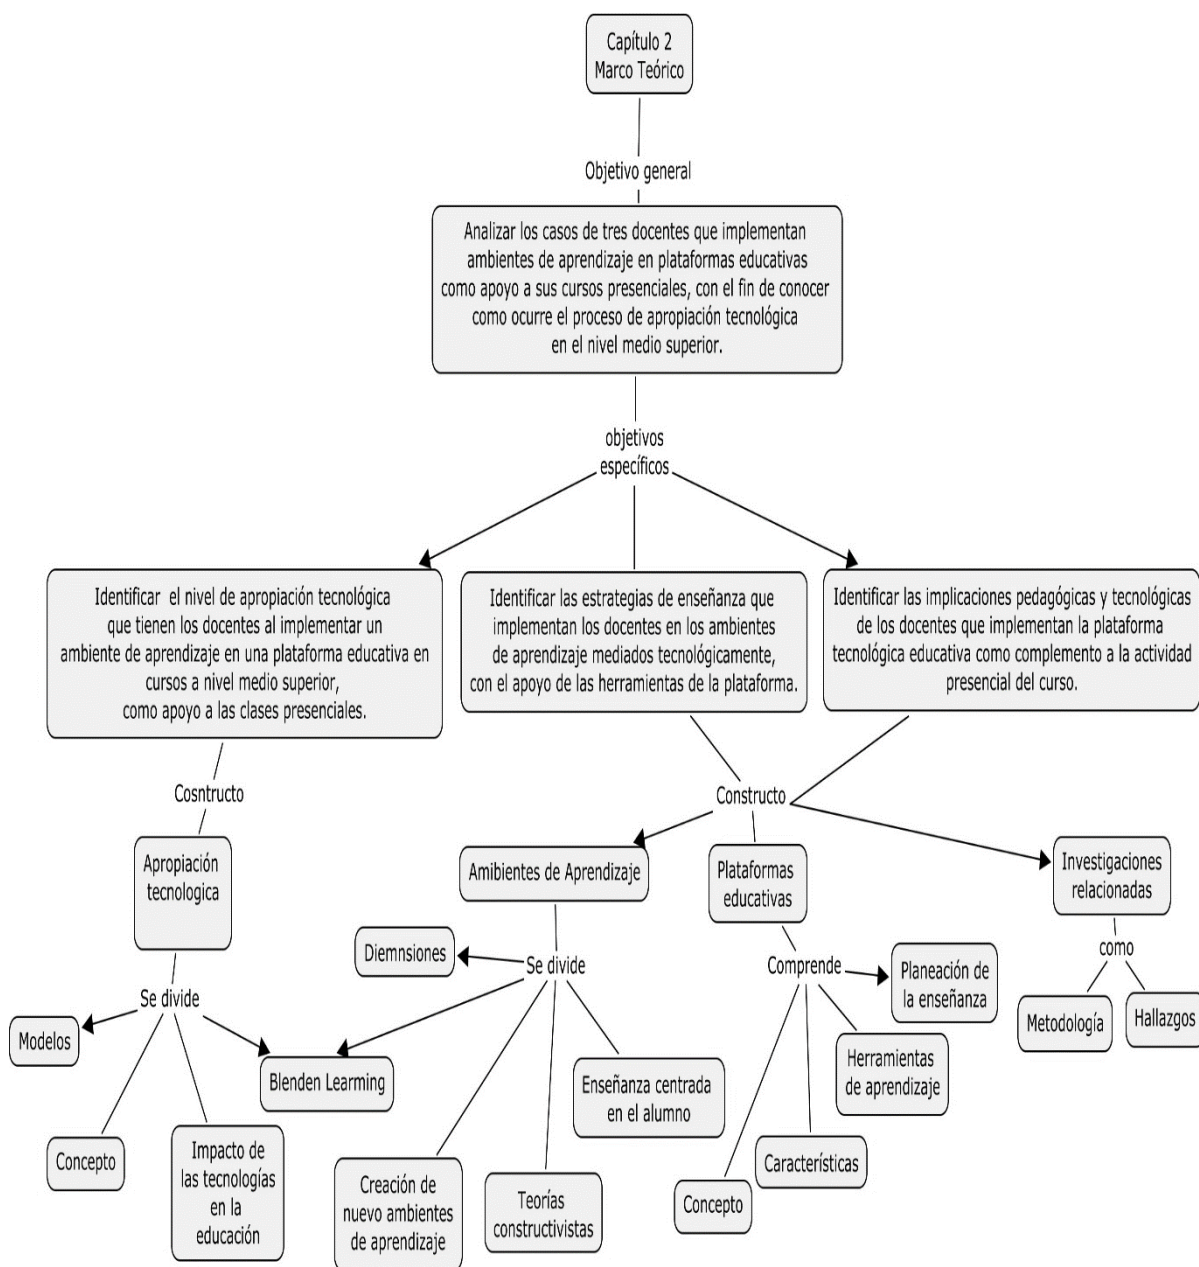 Capítulo 2
Marco Teórico
Objetivo general
Analizar los casos de tres docentes que implementan
ambientes de aprendizaje en plataformas educativas
como apoyo a sus cursos presenciales, con el fin de conocer
como ocurre el proceso de apropiación tecnológica
en el nivel medio superior.
objetivos
específicos
Identificar el nivel de apropiación tecnológica
que tienen los docentes al implementar un
ambiente de aprendizaje en una plataforma educativa en
cursos a nivel medio superior,
como apoyo a las clases presenciales.
Identificar las estrategias de enseñanza que
implementan los docentes en los ambientes
de aprendizaje mediados tecnológicamente,
con el apoyo de las herramientas de la plataforma.
Identificar las implicaciones pedagógicas y tecnológicas
de los docentes que implementan la plataforma
tecnológica educativa como complemento a la actividad
presencial del curso.
Cosntructo
Constructo
Apropiación
tecnologica
Amibientes de Aprendizaje
Plataformas
educativas
Investigaciones
relacionadas
Se divide
Diemnsiones
Se divide
Comprende
Planeación de
la enseñanza
como
Modelos
Blenden Learming
Enseñanza centrada
en el alumno
Herramientas
de aprendizaje
Metodología
Hallazgos
Concepto
Impacto de
las tecnologías
en la
educación
Creación de
nuevo ambientes
de aprendizaje
Teorías
constructivistas
Concepto
Característícas